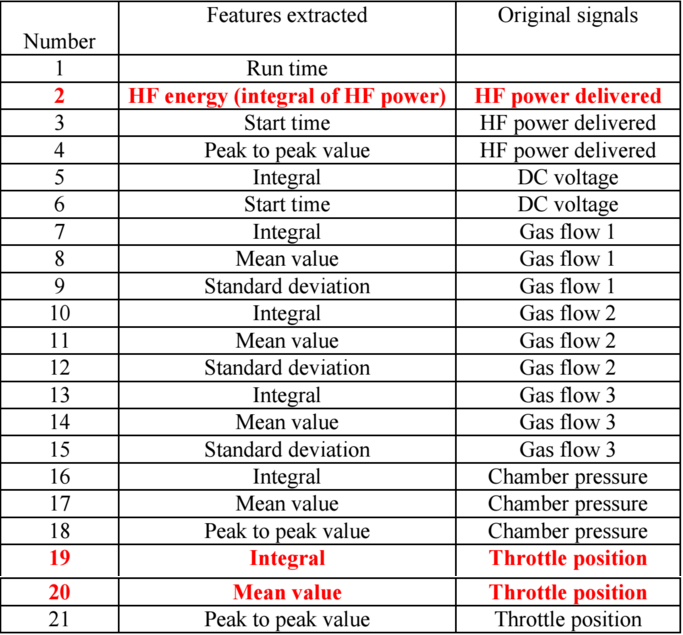 Number Features extracted Original signals
1 Run time
2 HF energy (integral of HF power) HF power delivered
3 Start time HF power delivered
4 Peak to peak value HF power delivered
5 Integral DC voltage
6 Start time DC voltage
7 Integral Gas flow 1
8 Mean value Gas flow 1
9 Standard deviation Gas flow 1
10 Integral Gas flow 2
11 Mean value Gas flow 2
12 Standard deviation Gas flow 2
13 Integral Gas flow 3
14 Mean value Gas flow 3
15 Standard deviation Gas flow 3
16 Integral Chamber pressure
17 Mean value Chamber pressure
18 Peak to peak value Chamber pressure
19 Integral Throttle position
20 Mean value Throttle position
21 Peak to peak value Throttle position